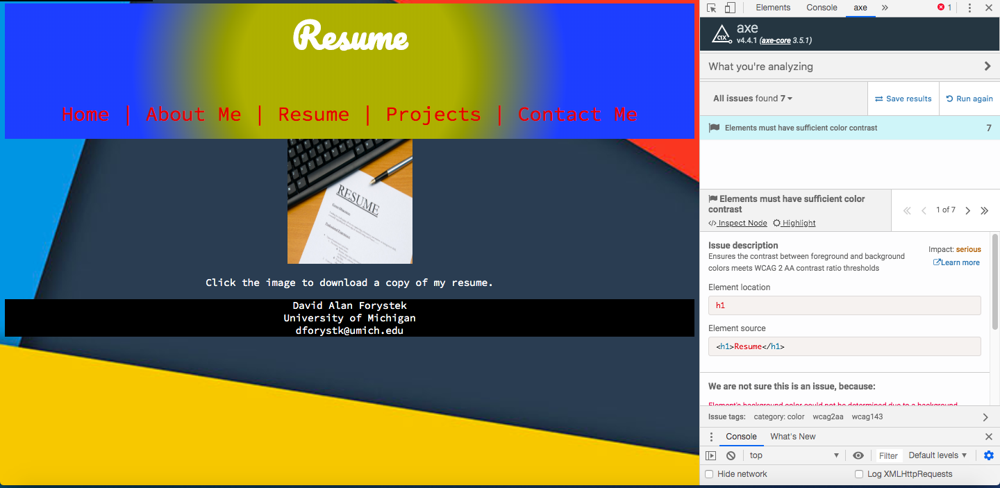 Resume
Home | About Me | Resume | Projects | Contact Me
RESUME
Click the image to download a copy of my resume.
David Alan Forystek
University of Michigan
dforystk@umich.edu
Elements Console axe » 1
axe
v4.4.1 (axe-core 3.5.1)
What you're analyzing
All issues found 7 Save results Run again
Elements must have sufficient color contrast 7
Elements must have sufficient color
contrast
1 of 7
</> Inspect Node Highlight
Issue description
Impact: serious
Ensures the contrast between foreground and background
colors meets WCAG 2 AA contrast ratio thresholds
Learn more
Element location
h1
Element source
<h1>Resume</h1>
We are not sure this is an issue, because:
Element's background color could not be determined due to a background
Issue tags: category: color wcag2aa wcag143
Console What's New
top Filter Default levels
Hide network Log XMLHttpRequests